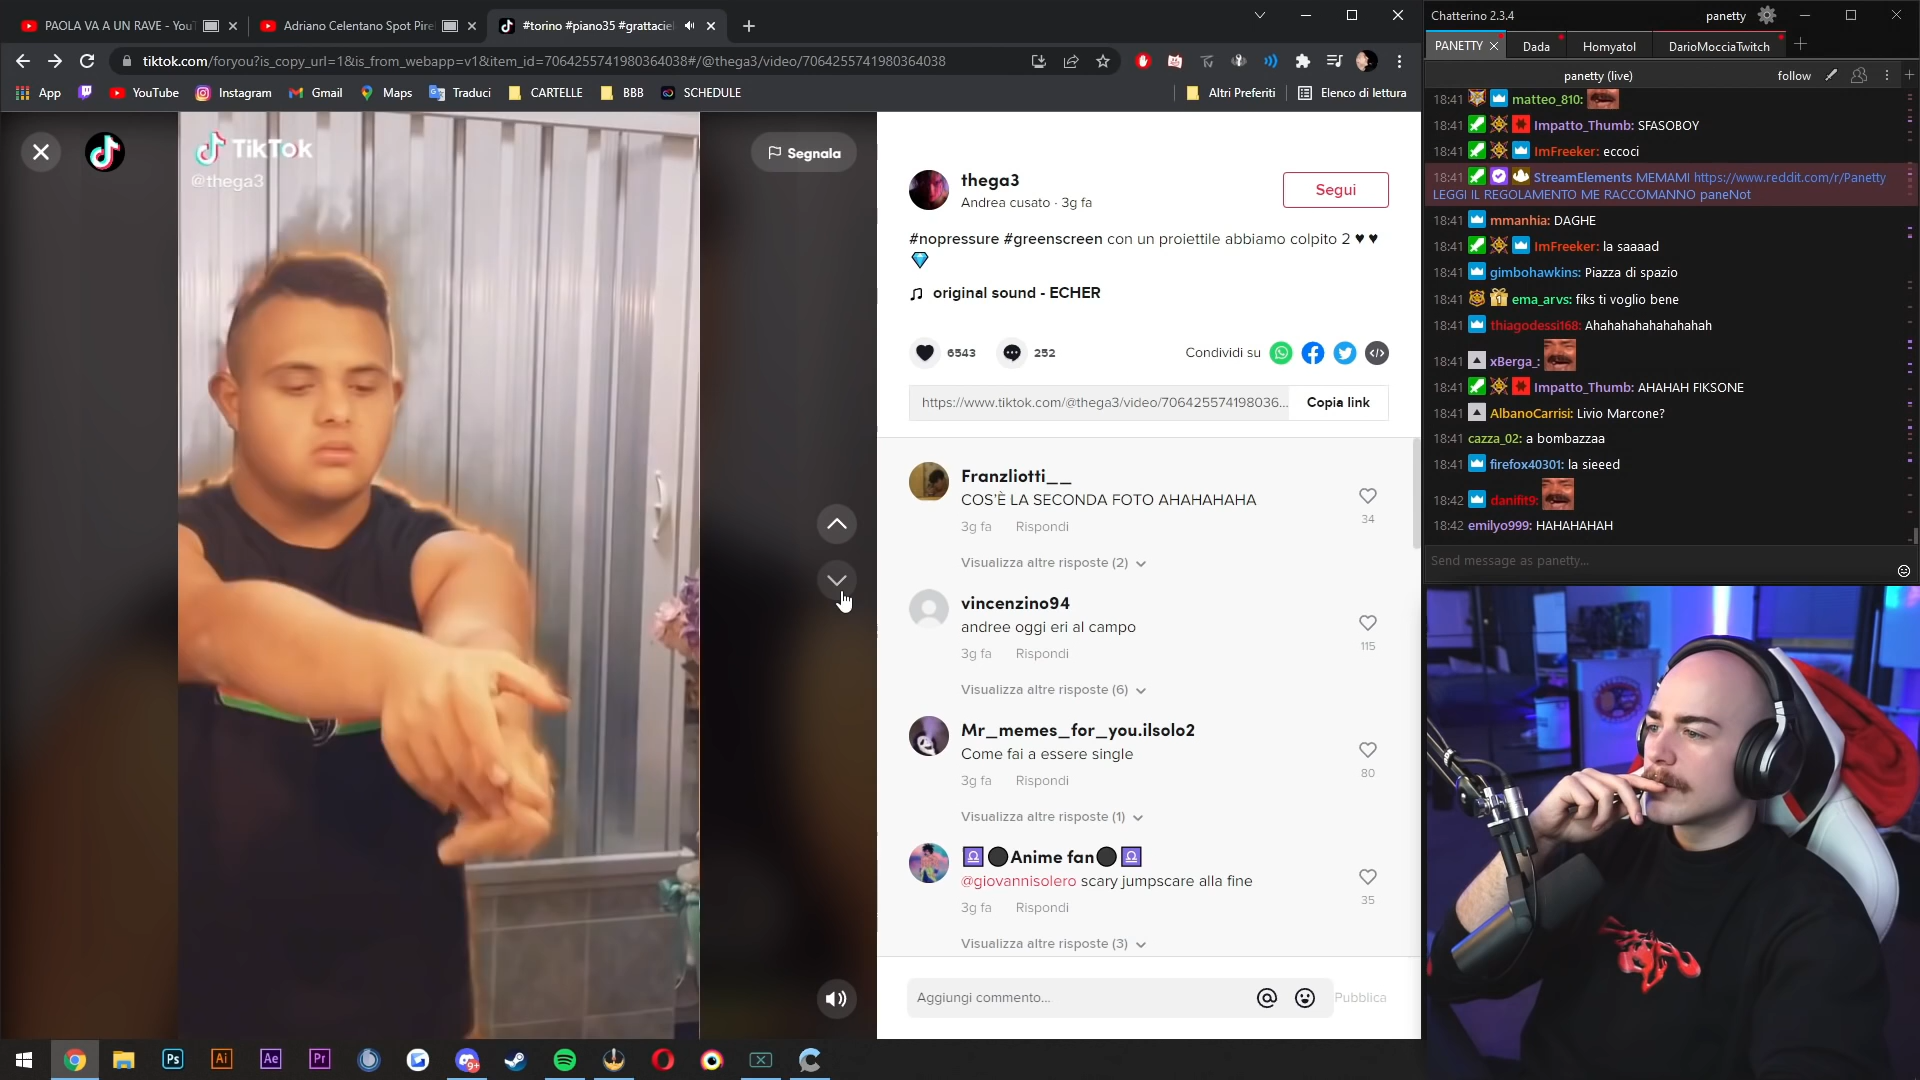 PAOLA VA A UN RAVE - YouT
Adriano Celentano Spot Pire
#torino #piano35 #grattaciel
tiktok.com/foryou?is_copy_url=1&is_from_webapp=v1&item_id=7064255741980364038#/@thega3/video/7064255741980364038
App
YouTube
Instagram
Gmail
Maps
Traduci
CARTELLE
BBB
SCHEDULE
Altri Preferiti
Elenco di lettura
TikTok
@thega3
Segnala
thega3
Andrea cusato · 3g fa
Segui
#nopressure #greenscreen con un proiettile abbiamo colpito 2 ♥ ♥
💎
original sound - ECHER
6543
252
Condividi su
https://www.tiktok.com/@thega3/video/706425574198036...
Copia link
Franzliotti__
COS'È LA SECONDA FOTO AHAHAHAHA
34
3g fa Rispondi
Visualizza altre risposte (2)
vincenzino94
andree oggi eri al campo
115
3g fa Rispondi
Visualizza altre risposte (6)
Mr_memes_for_you.ilsolo2
Come fai a essere single
80
3g fa Rispondi
Visualizza altre risposte (1)
♎⚫Anime fan⚫♎
@giovannisolero scary jumpscare alla fine
35
3g fa Rispondi
Visualizza altre risposte (3)
Aggiungi commento...
Pubblica
Chatterino 2.3.4
panetty
PANETTY
Dada
Homyatol
DarioMocciaTwitch
panetty (live)
follow
18:41 matteo_810:
18:41 Impatto_Thumb: SFASOBOY
18:41 ImFreeker: eccoci
18:41 StreamElements MEMAMI https://www.reddit.com/r/Panetty
LEGGI IL REGOLAMENTO ME RACCOMANNO paneNot
18:41 mmanhia: DAGHE
18:41 ImFreeker: la saaaad
18:41 gimbohawkins: Piazza di spazio
18:41 ema_arvs: fiks ti voglio bene
18:41 thiagodessi168: Ahahahahahahahahah
18:41 xBerga_:
18:41 Impatto_Thumb: AHAHAH FIKSONE
18:41 AlbanoCarrisi: Livio Marcone?
18:41 cazza_02: a bombazzaa
18:41 firefox40301: la sieeed
18:42 danifit9:
18:42 emilyo999: HAHAHAHAH
Send message as panetty...
Ps
Ai
Ae
Pr
9+